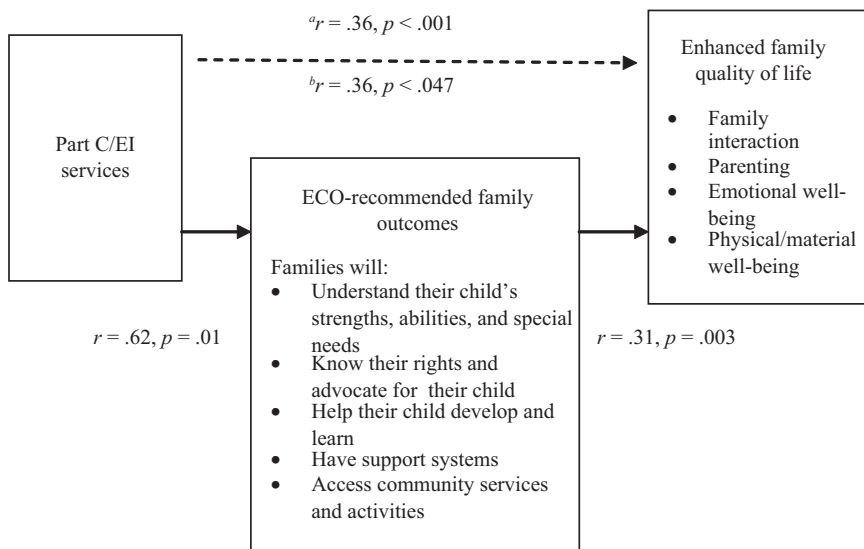 ᵃr = .36, p < .001
ᵇr = .36, p < .047
Part C/EI
services
r = .62, p = .01
ECO-recommended family
outcomes
Families will:
• Understand their child’s
strengths, abilities, and special
needs
• Know their rights and
advocate for their child
• Help their child develop and
learn
• Have support systems
• Access community services
and activities
r = .31, p = .003
Enhanced family
quality of life
• Family
interaction
• Parenting
• Emotional well-
being
• Physical/material
well-being